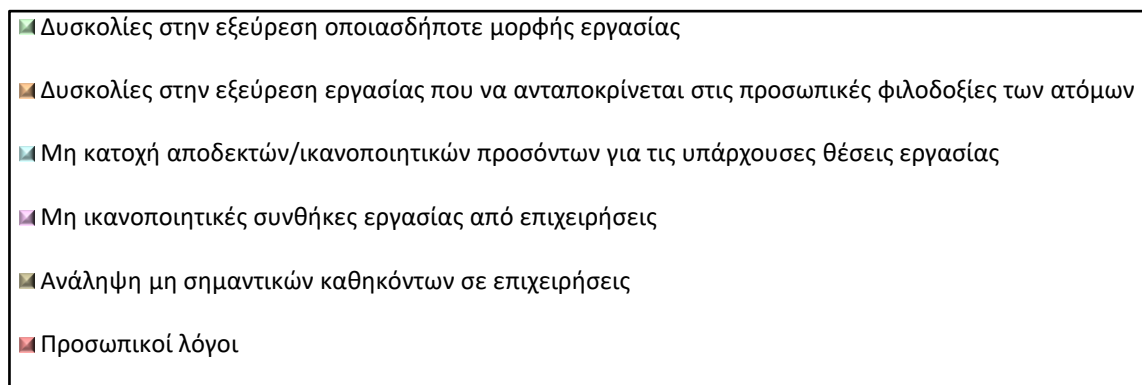 Δυσκολίες στην εξεύρεση οποιασδήποτε μορφής εργασίας
Δυσκολίες στην εξεύρεση εργασίας που να ανταποκρίνεται στις προσωπικές φιλοδοξίες των ατόμων
Μη κατοχή αποδεκτών/ικανοποιητικών προσόντων για τις υπάρχουσες θέσεις εργασίας
Μη ικανοποιητικές συνθήκες εργασίας από επιχειρήσεις
Ανάληψη μη σημαντικών καθηκόντων σε επιχειρήσεις
Προσωπικοί λόγοι